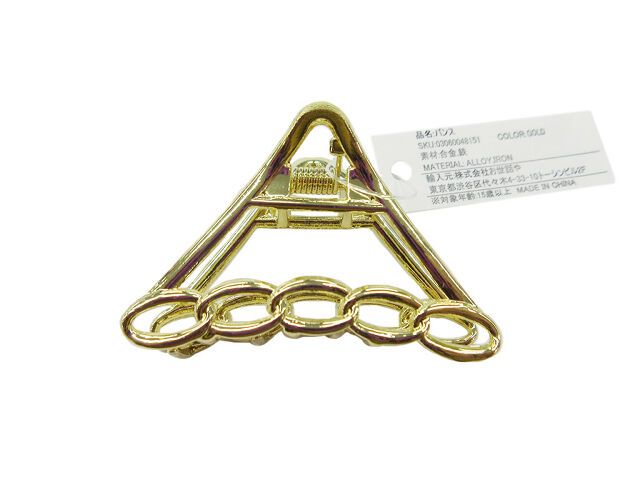 品名:バンス
SKU:03060048151 COLOR:GOLD
素材:合金,鉄
MATERIAL ALLOY,IRON
輸入元:株式会社お世話や
東京都渋谷区代々木4-33-10トーシンビル2F
※対象年齢:15歳以上 MADE IN CHINA